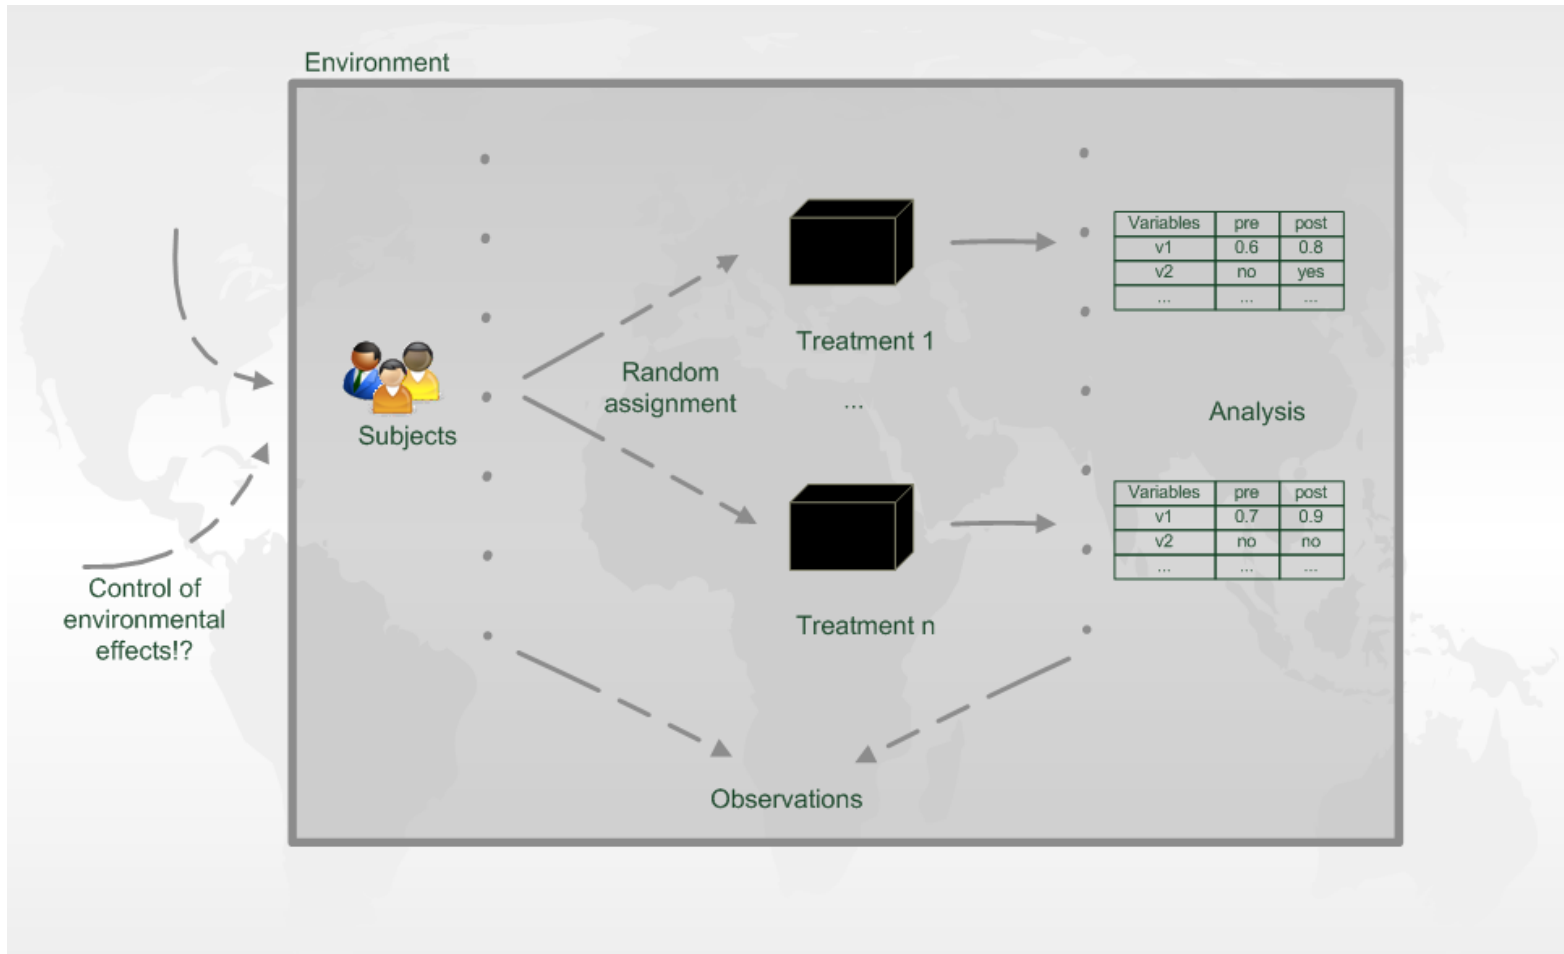 Environment
Control of
environmental
effects!?
Subjects
Random
assignment
Treatment 1
...
Treatment n
Variables pre post
v1 0.6 0.8
v2 no yes
... ... ...
Analysis
Variables pre post
v1 0.7 0.9
v2 no no
... ... ...
Observations